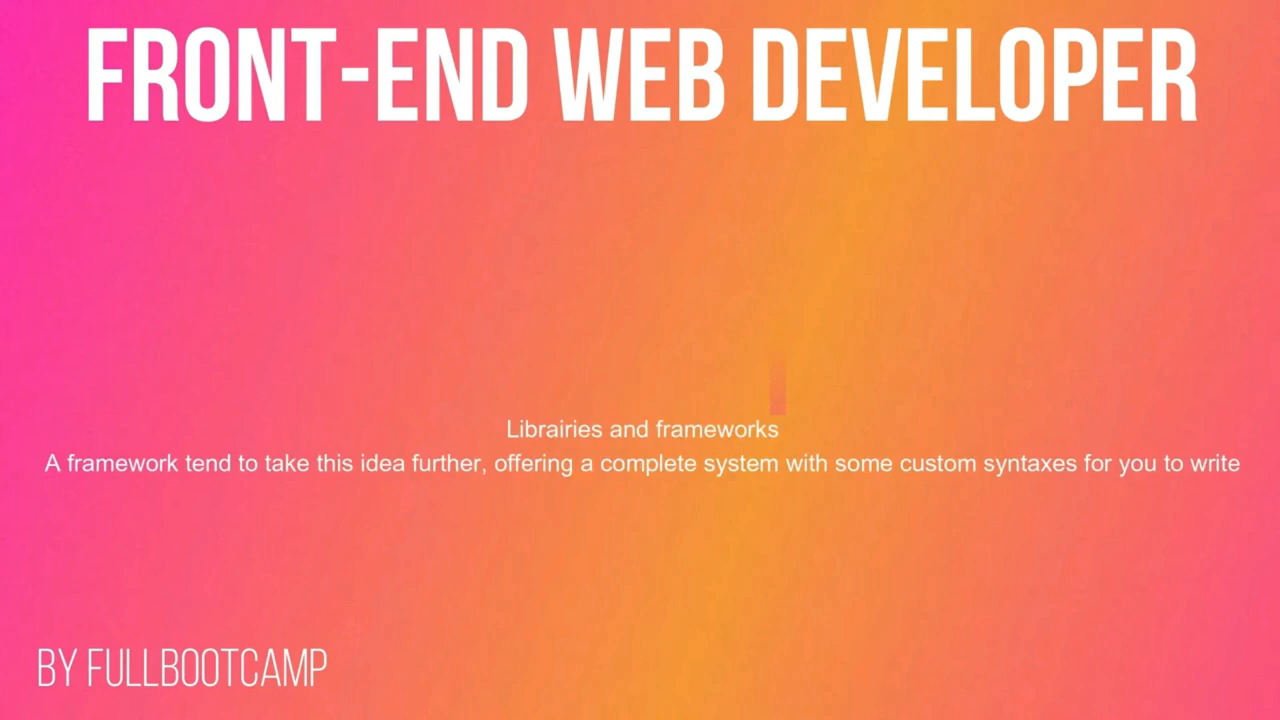 FRONT-END WEB DEVELOPER
Librairies and frameworks
A framework tend to take this idea further, offering a complete system with some custom syntaxes for you to write
BY FULLBOOTCAMP